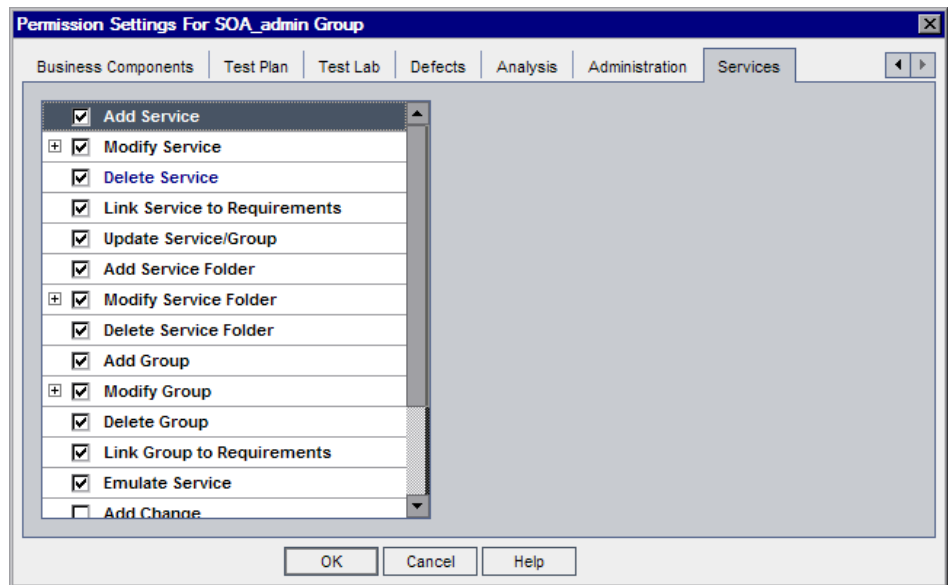 Permission Settings For SOA_admin Group
Business Components Test Plan Test Lab Defects Analysis Administration Services
Add Service
Modify Service
Delete Service
Link Service to Requirements
Update Service/Group
Add Service Folder
Modify Service Folder
Delete Service Folder
Add Group
Modify Group
Delete Group
Link Group to Requirements
Emulate Service
Add Change
OK Cancel Help